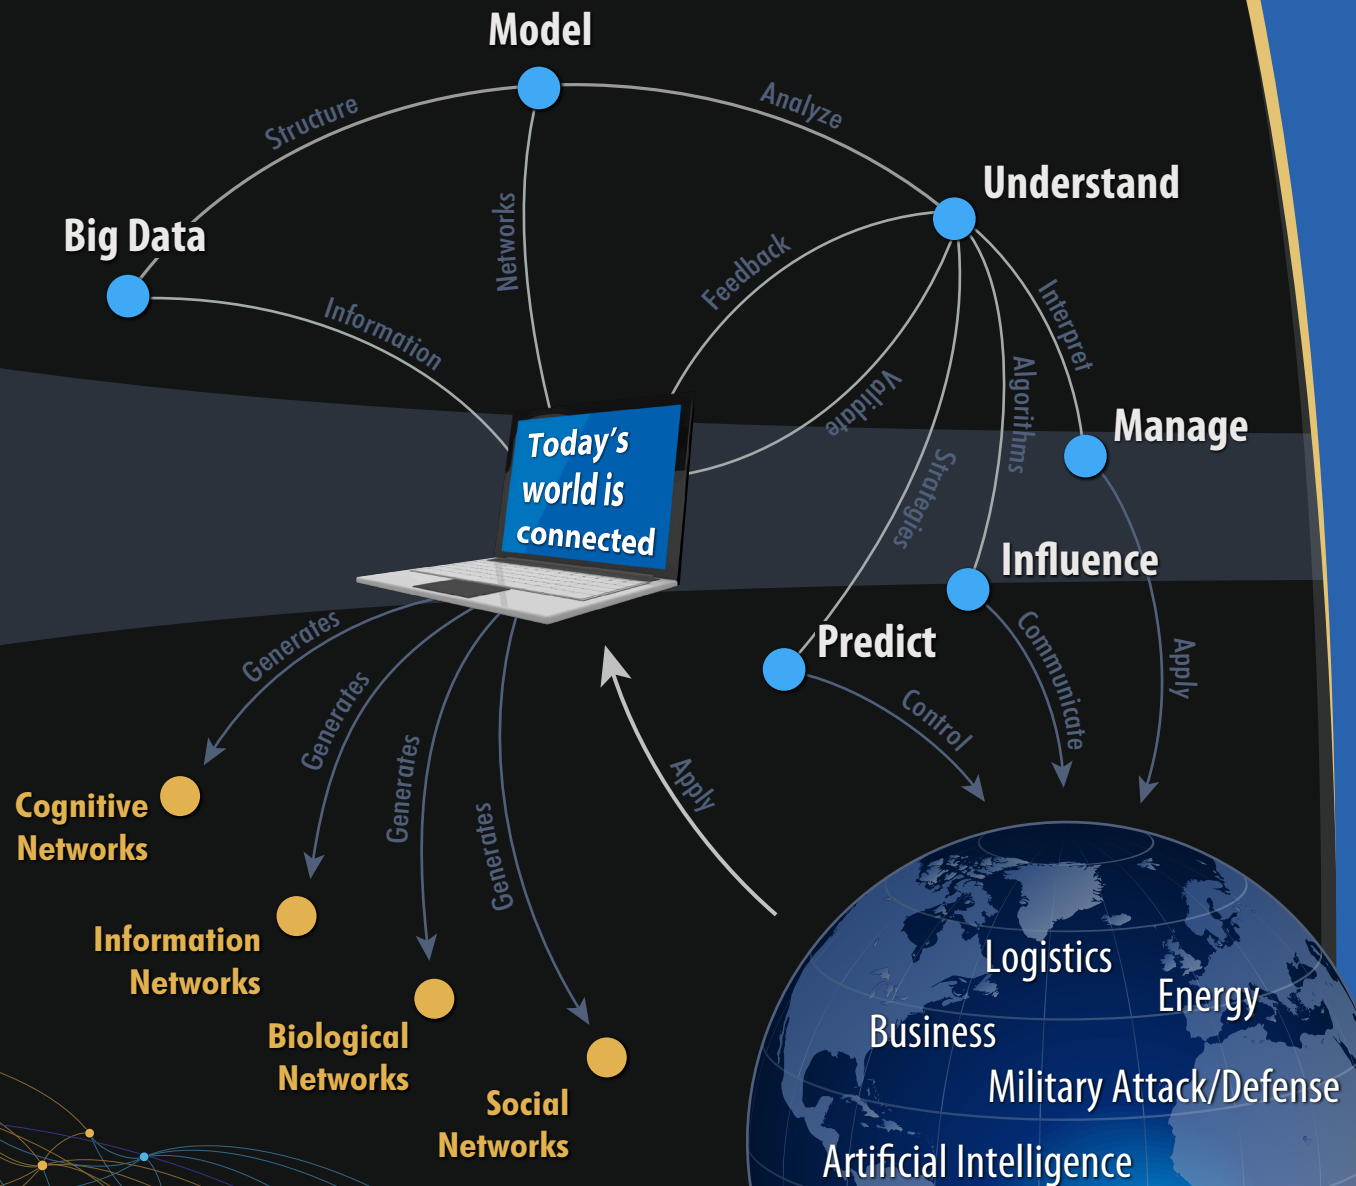 Model
Structure
Analyze
Understand
Big Data
Networks
Feedback
Information
Interpret
Validate
Algorithms
Manage
Strategies
Today's
world is
connected
Influence
Predict
Generates
Generates
Generates
Generates
Communicate
Apply
Control
Apply
Cognitive
Networks
Information
Networks
Biological
Networks
Social
Networks
Logistics
Energy
Business
Military Attack/Defense
Artificial Intelligence